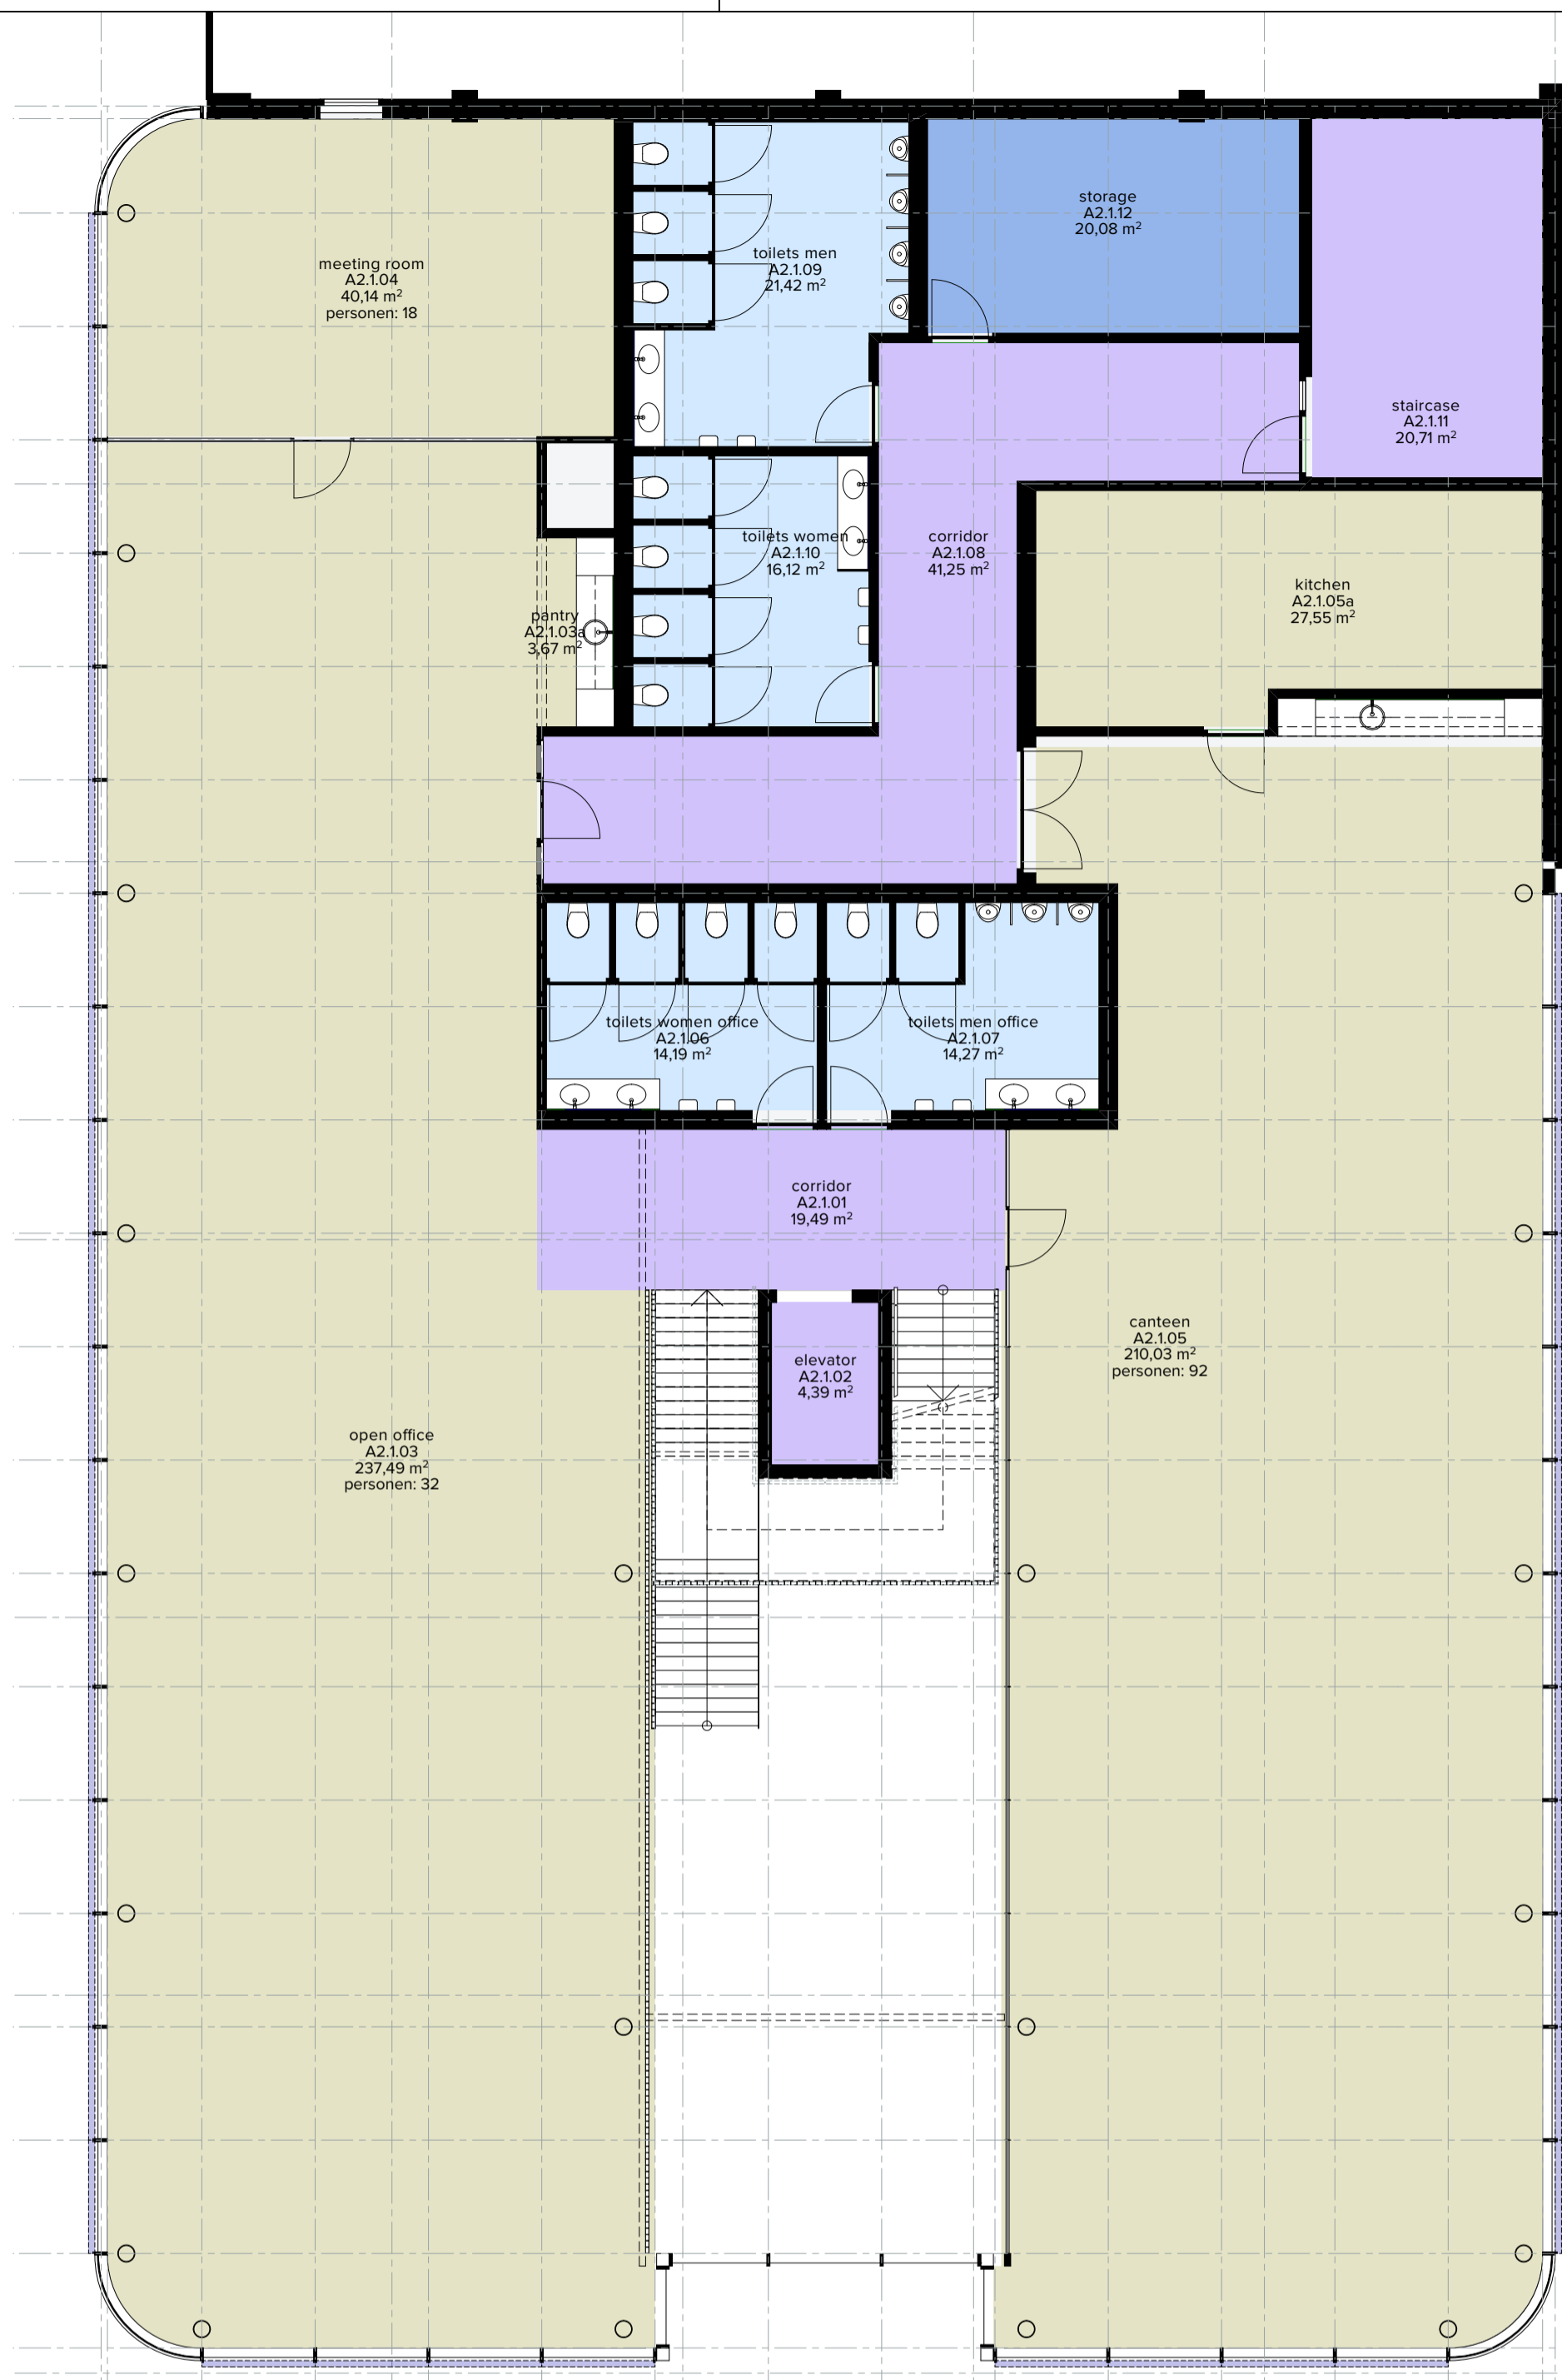 storage
A2.1.12
20,08 m²
toilets men
A2.1.09
21,42 m²
meeting room
A2.1.04
40,14 m²
personen: 18
staircase
A2.1.11
20,71 m²
toilets women
A2.1.10
16,12 m²
corridor
A2.1.08
41,25 m²
kitchen
A2.1.05a
27,55 m²
pantry
A2.1.03a
3,67 m²
toilets women office
A2.1.06
14,19 m²
toilets men office
A2.1.07
14,27 m²
corridor
A2.1.01
19,49 m²
canteen
A2.1.05
210,03 m²
personen: 92
elevator
A2.1.02
4,39 m²
open office
A2.1.03
237,49 m²
personen: 32